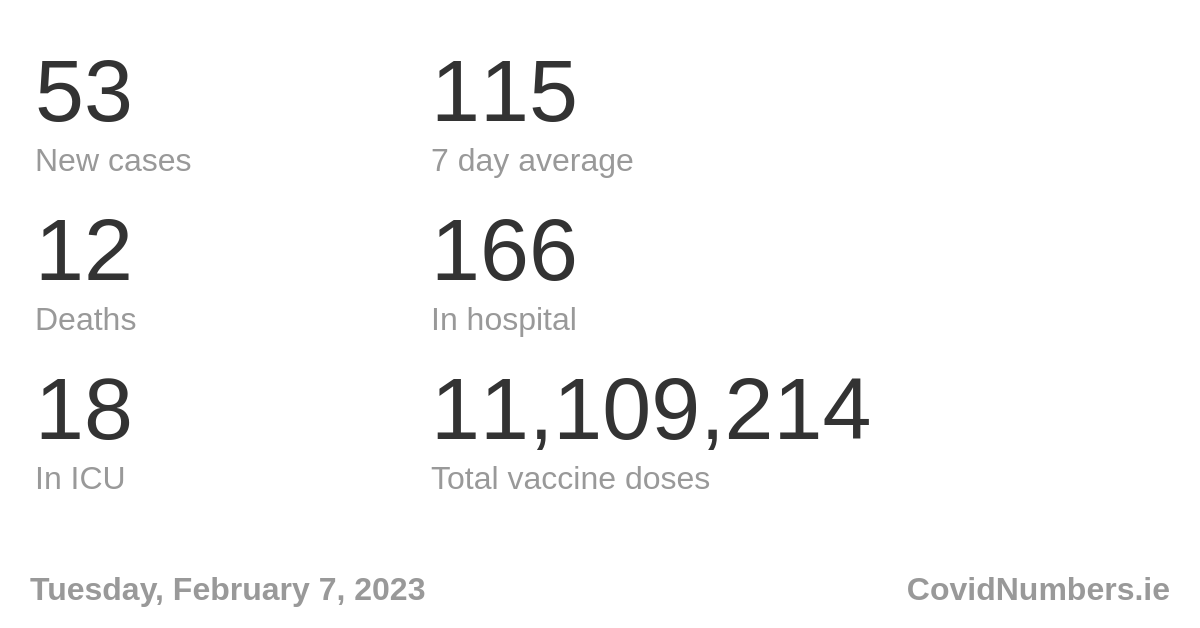 53
115
New cases
7 day average
12
166
Deaths
In hospital
18
11,109,214
In ICU
Total vaccine doses
Tuesday, February 7, 2023
CovidNumbers.ie